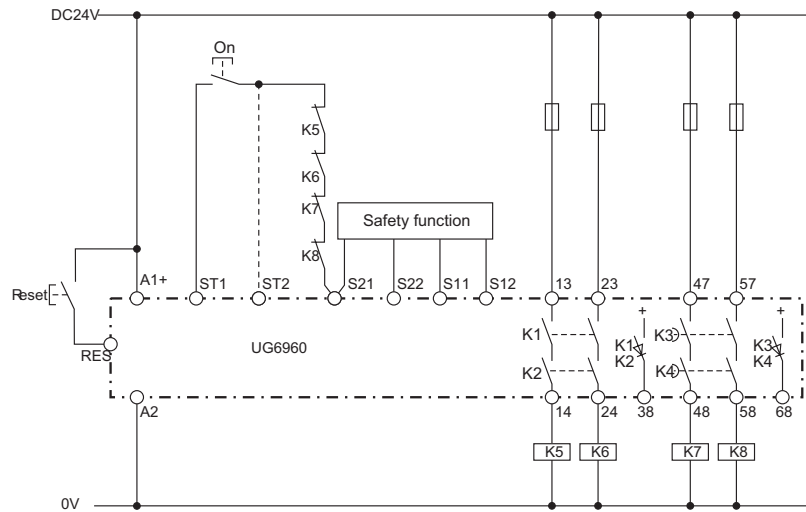 DC24V
On
K5
K6
K7
Safety function
K8
A1+
ST1
ST2
S21
S22
S11
S12
13
23
47
57
Reset
RES
UG6960
K1
K2
+
K1
K2
K3
K4
+
K3
K4
A2
14
24
38
48
58
68
K5
K6
K7
K8
0V